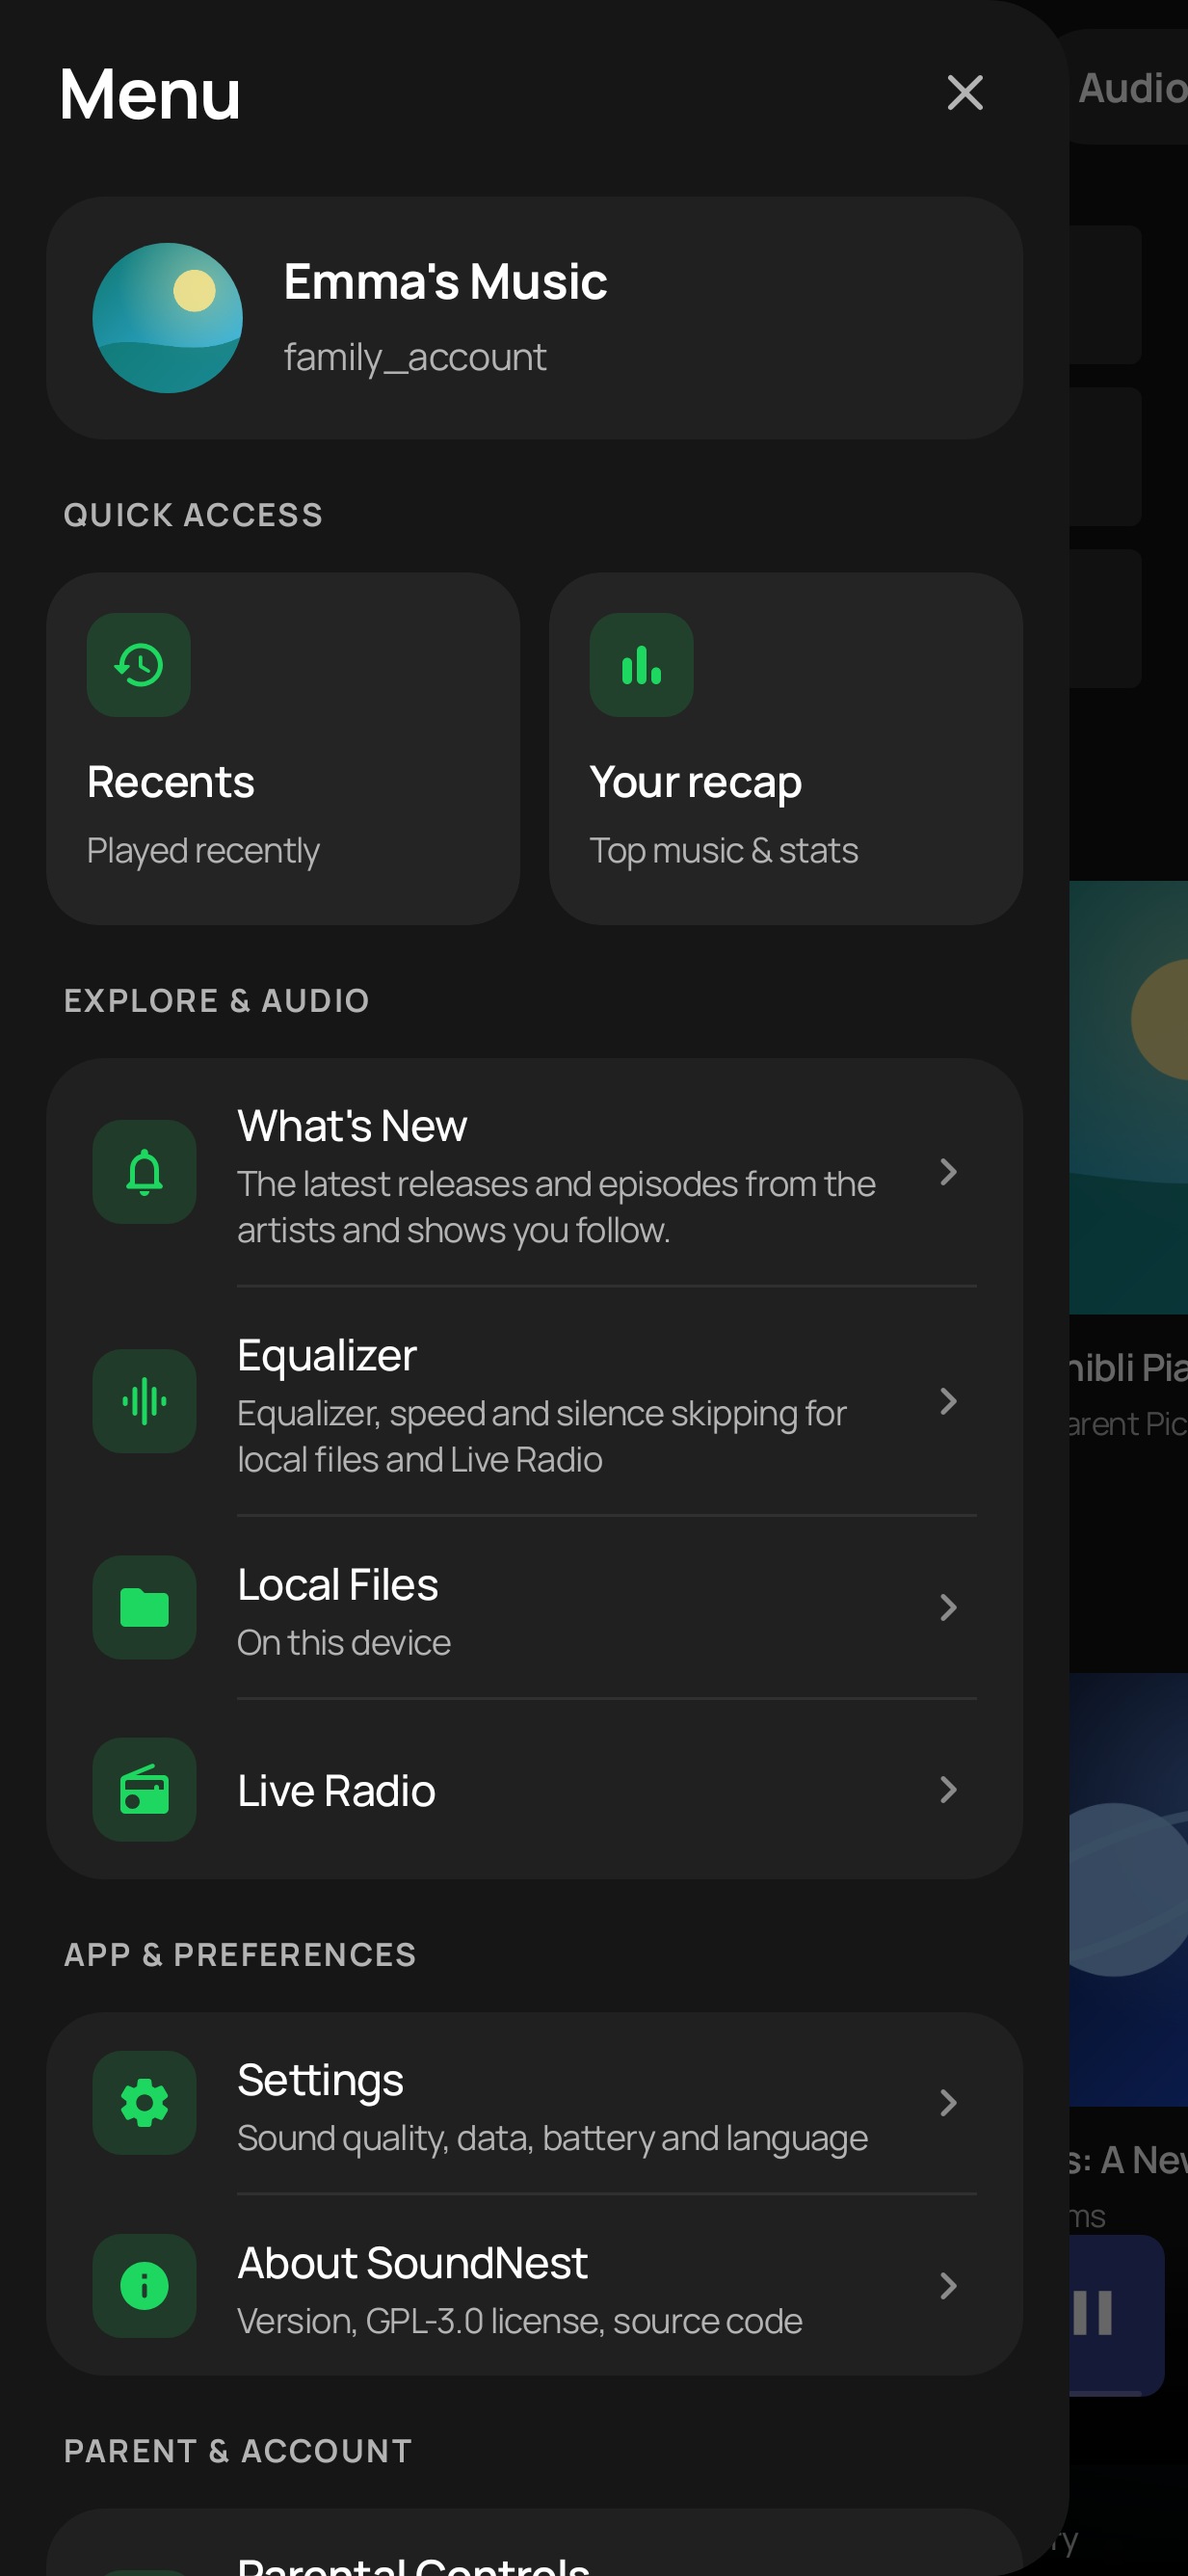 Menu
Audio
Emma's Music
family_account
QUICK ACCESS
Recents
Played recently
Your recap
Top music & stats
EXPLORE & AUDIO
What's New
The latest releases and episodes from the
artists and shows you follow.
Equalizer
Equalizer, speed and silence skipping for
local files and Live Radio
Local Files
On this device
Live Radio
APP & PREFERENCES
Settings
Sound quality, data, battery and language
About SoundNest
Version, GPL-3.0 license, source code
PARENT & ACCOUNT
Parental Controls